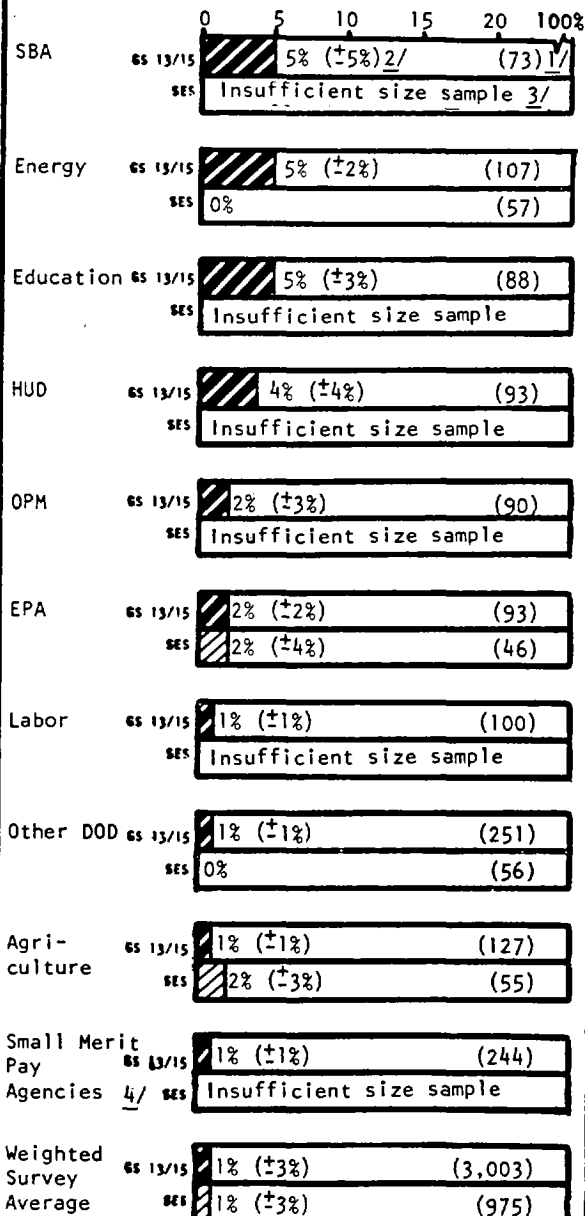 0 5 10 15 20 100%
SBA GS 13/15 5% (±5%) 2/ (73) 1/
SES Insufficient size sample 3/
Energy GS 13/15 5% (±2%) (107)
SES 0% (57)
Education GS 13/15 5% (±3%) (88)
SES Insufficient size sample
HUD GS 13/15 4% (±4%) (93)
SES Insufficient size sample
OPM GS 13/15 2% (±3%) (90)
SES Insufficient size sample
EPA GS 13/15 2% (±2%) (93)
SES 2% (±4%) (46)
Labor GS 13/15 1% (±1%) (100)
SES Insufficient size sample
Other DOD GS 13/15 1% (±1%) (251)
SES 0% (56)
Agri-
culture GS 13/15 1% (±1%) (127)
SES 2% (±3%) (55)
Small Merit
Pay GS 13/15 1% (±1%) (244)
Agencies 4/ SES Insufficient size sample
Weighted
Survey GS 13/15 1% (±3%) (3,003)
Average SES 1% (±3%) (975)